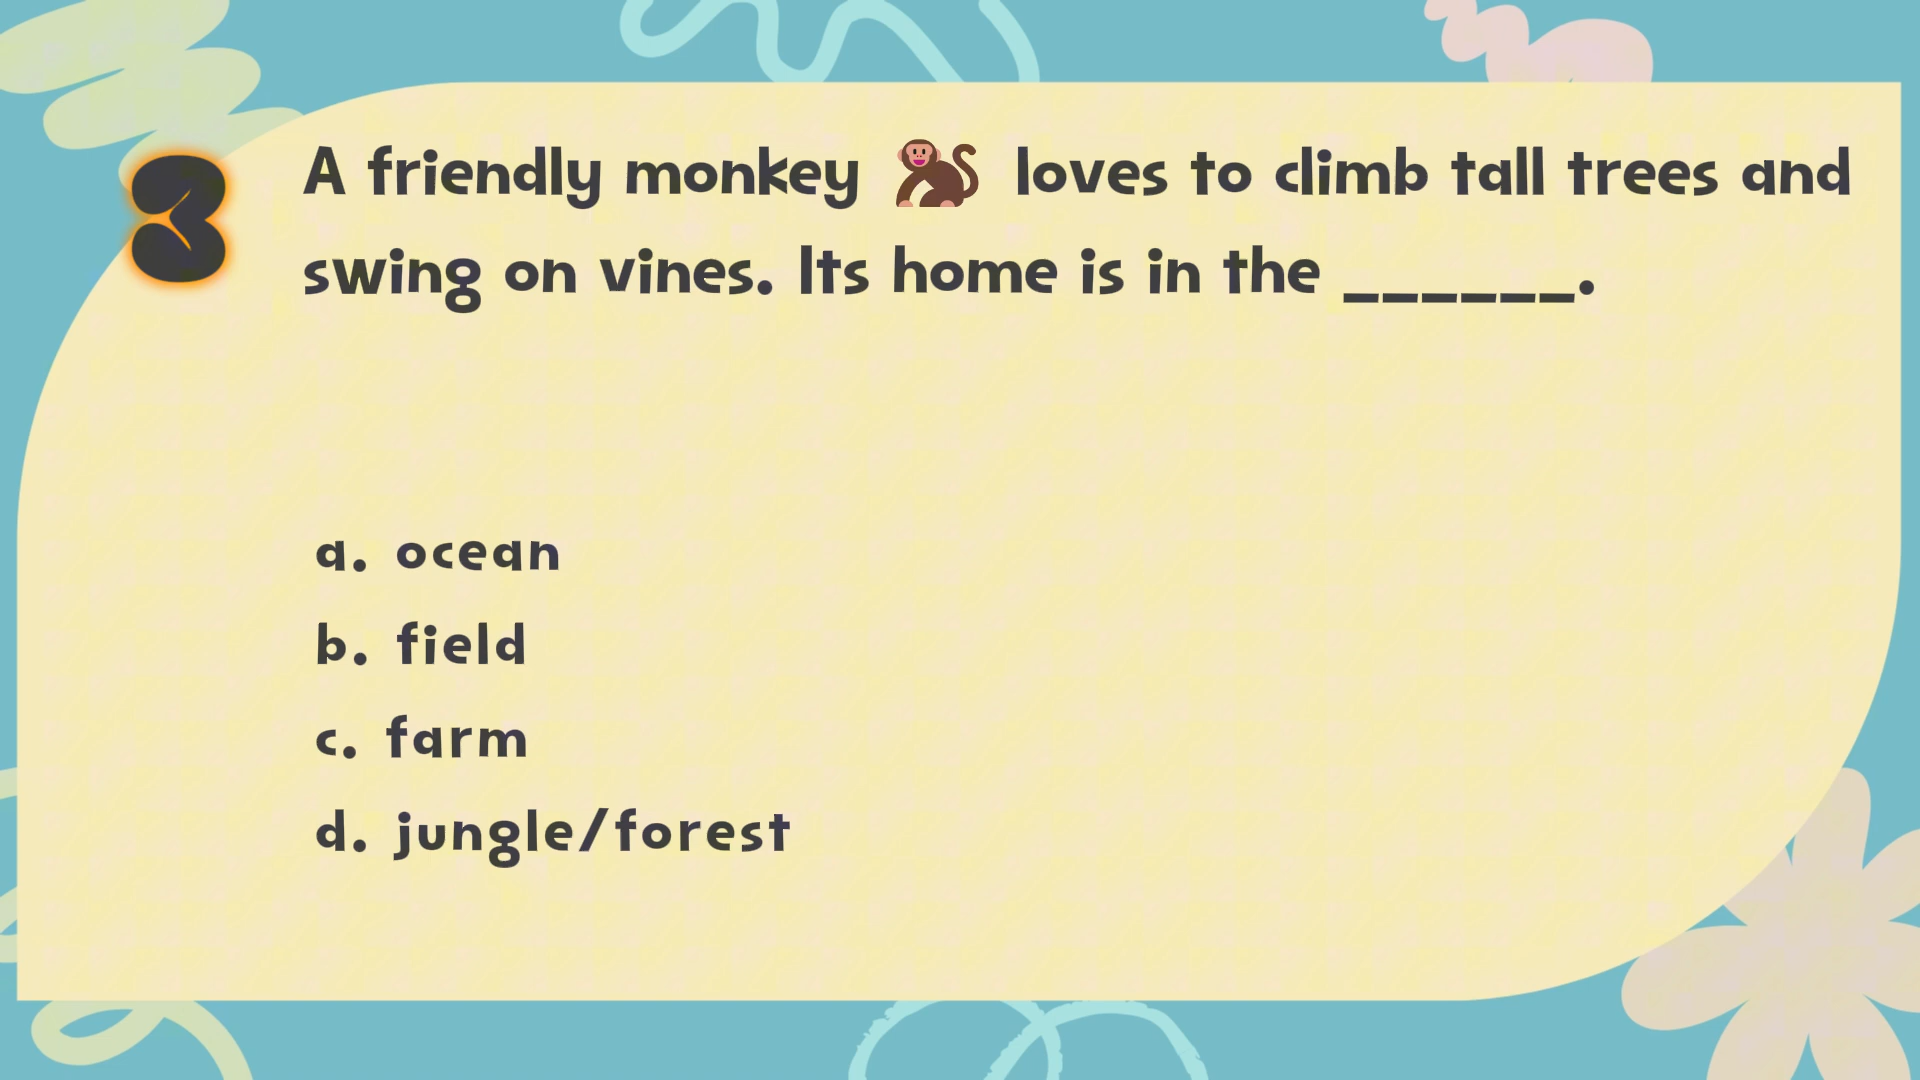 3
A friendly monkey 🐒 loves to climb tall trees and
swing on vines. Its home is in the ______.
a. ocean
b. field
c. farm
d. jungle/forest